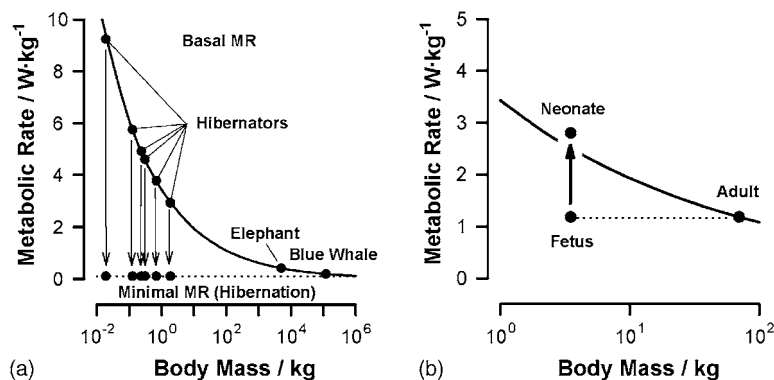 10
8
6
4
2
0
Metabolic Rate / W·kg⁻¹
Basal MR
Hibernators
Elephant
Blue Whale
Minimal MR (Hibernation)
10⁻² 10⁰ 10² 10⁴ 10⁶
(a) Body Mass / kg
5
4
3
2
1
0
Metabolic Rate / W·kg⁻¹
Neonate
Adult
Fetus
10⁰ 10¹ 10²
(b) Body Mass / kg